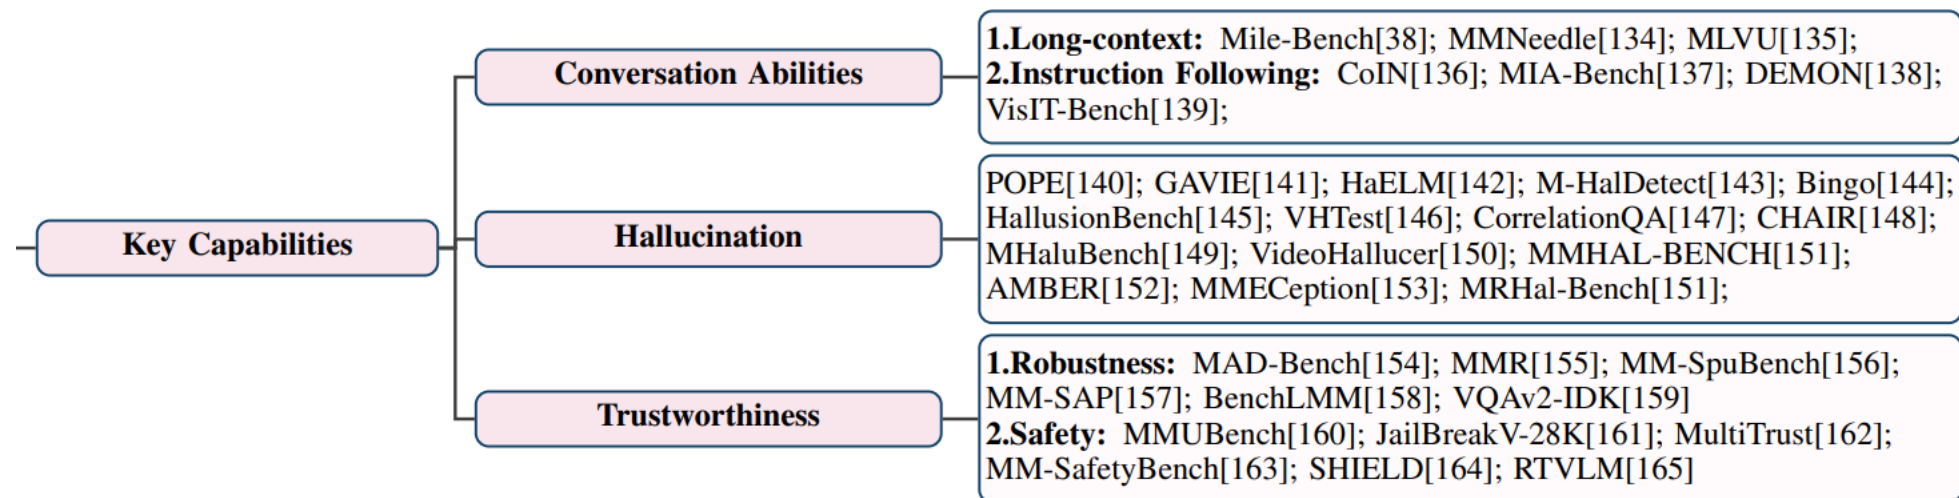 Key Capabilities
Conversation Abilities
1.Long-context: Mile-Bench[38]; MMNeedle[134]; MLVU[135];
2.Instruction Following: CoIN[136]; MIA-Bench[137]; DEMON[138];
VisIT-Bench[139];
Hallucination
POPE[140]; GAVIE[141]; HaELM[142]; M-HalDetect[143]; Bingo[144];
HallusionBench[145]; VHTest[146]; CorrelationQA[147]; CHAIR[148];
MHaluBench[149]; VideoHallucer[150]; MMHAL-BENCH[151];
AMBER[152]; MMECeption[153]; MRHal-Bench[151];
Trustworthiness
1.Robustness: MAD-Bench[154]; MMR[155]; MM-SpuBench[156];
MM-SAP[157]; BenchLMM[158]; VQAv2-IDK[159]
2.Safety: MMUBench[160]; JailBreakV-28K[161]; MultiTrust[162];
MM-SafetyBench[163]; SHIELD[164]; RTVLM[165]